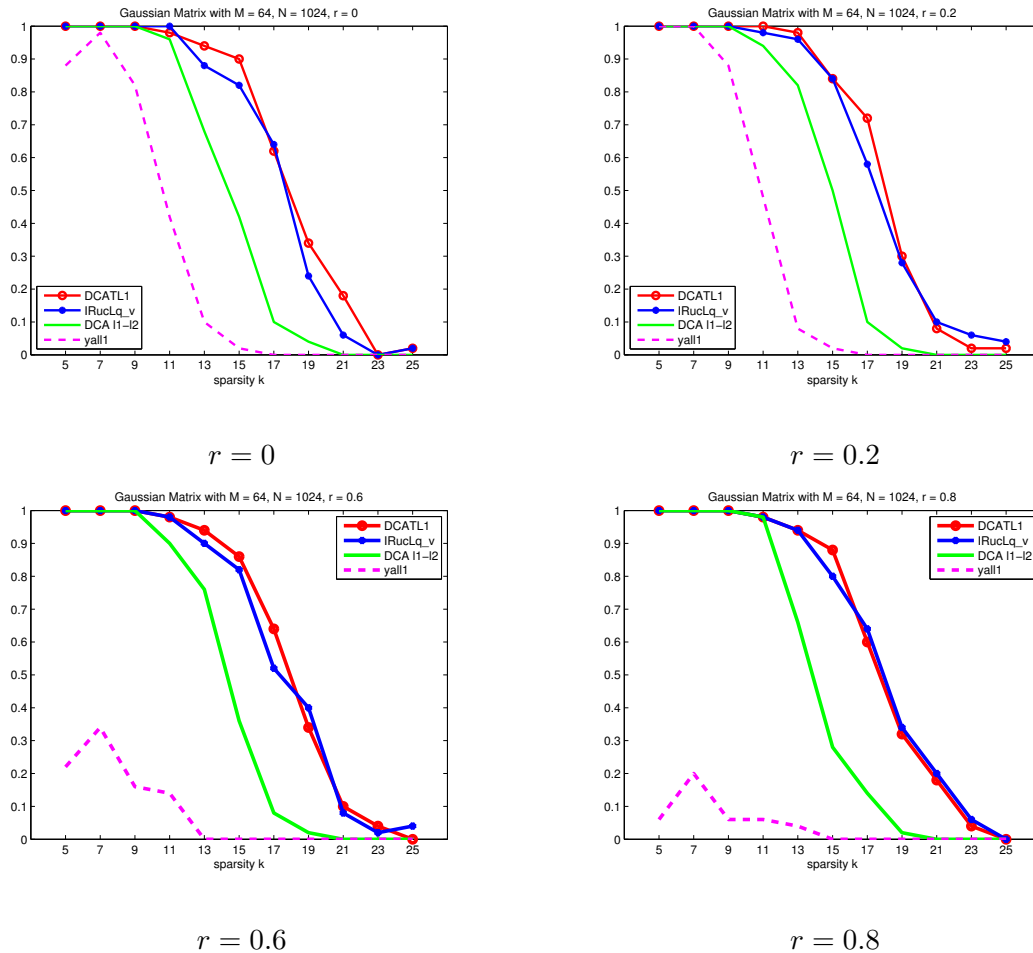 Gaussian Matrix with M = 64, N = 1024, r = 0
1
0.9
0.8
0.7
0.6
0.5
0.4
0.3
0.2
0.1
0
DCATL1
IRucLq_v
DCA l1−l2
yall1
5 7 9 11 13 15 17 19 21 23 25
sparsity k
r = 0
Gaussian Matrix with M = 64, N = 1024, r = 0.2
1
0.9
0.8
0.7
0.6
0.5
0.4
0.3
0.2
0.1
0
DCATL1
IRucLq_v
DCA l1−l2
yall1
5 7 9 11 13 15 17 19 21 23 25
sparsity k
r = 0.2
Gaussian Matrix with M = 64, N = 1024, r = 0.6
1
0.9
0.8
0.7
0.6
0.5
0.4
0.3
0.2
0.1
0
DCATL1
IRucLq_v
DCA l1−l2
yall1
5 7 9 11 13 15 17 19 21 23 25
sparsity k
r = 0.6
Gaussian Matrix with M = 64, N = 1024, r = 0.8
1
0.9
0.8
0.7
0.6
0.5
0.4
0.3
0.2
0.1
0
DCATL1
IRucLq_v
DCA l1−l2
yall1
5 7 9 11 13 15 17 19 21 23 25
sparsity k
r = 0.8